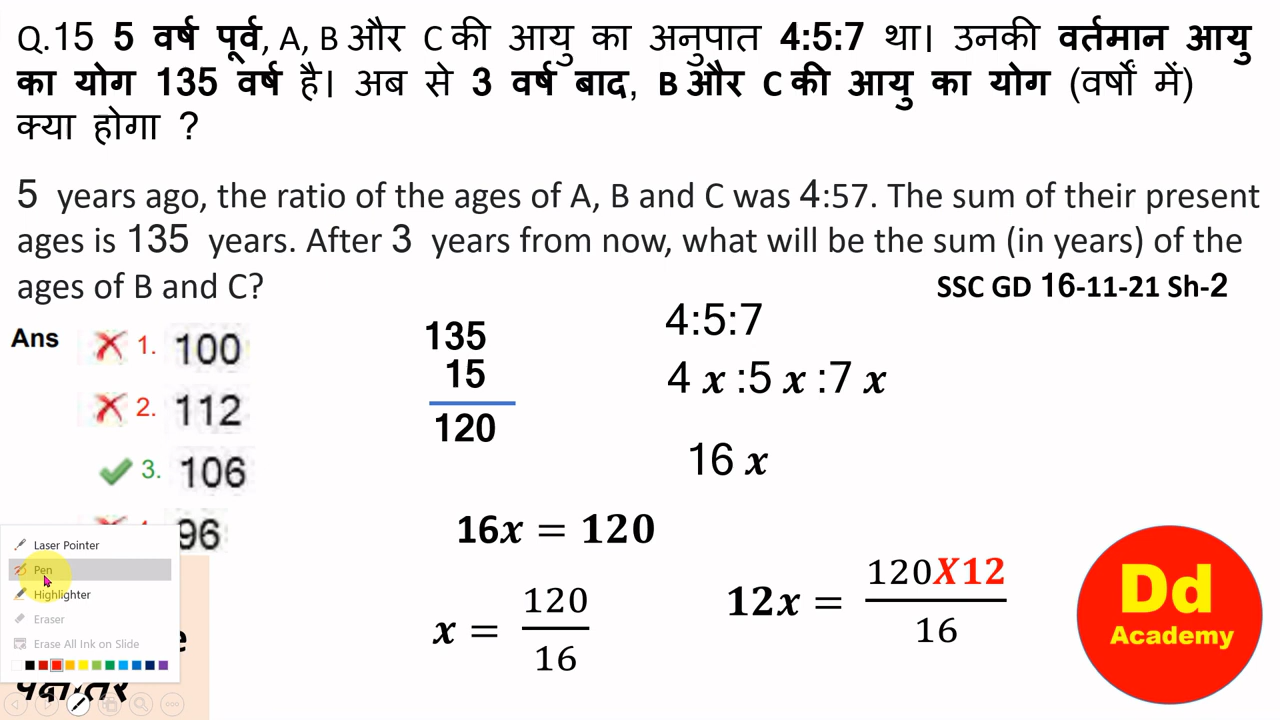 Q.15 5 वर्ष पूर्व, A, B और C की आयु का अनुपात 4:5:7 था। उनकी वर्तमान आयु
का योग 135 वर्ष है। अब से 3 वर्ष बाद, B और C की आयु का योग (वर्षों में)
क्या होगा ?
5 years ago, the ratio of the ages of A, B and C was 4:57. The sum of their present
ages is 135 years. After 3 years from now, what will be the sum (in years) of the
ages of B and C?
SSC GD 16-11-21 Sh-2
Ans
1. 100
2. 112
3. 106
96
135
15
120
4:5:7
4 x :5 x :7 x
16 x
16x = 120
x = 120/16
12x = 120X12/16
Laser Pointer
Pen
Highlighter
Eraser
Erase All Ink on Slide
Dd
Academy